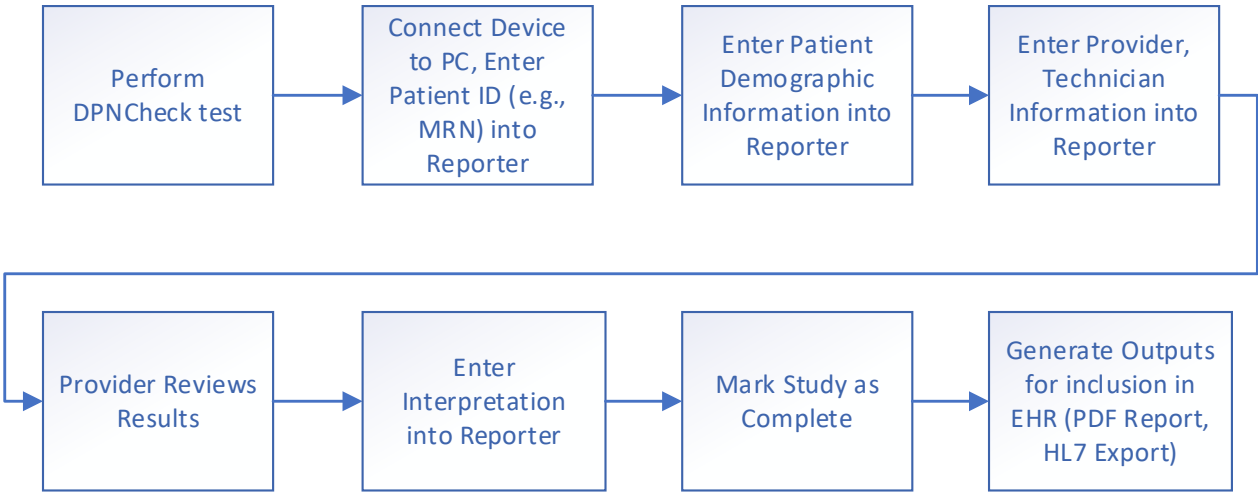 Perform
DPNCheck test
Connect Device
to PC, Enter
Patient ID (e.g.,
MRN) into
Reporter
Enter Patient
Demographic
Information into
Reporter
Enter Provider,
Technician
Information into
Reporter
Provider Reviews
Results
Enter
Interpretation
into Reporter
Mark Study as
Complete
Generate Outputs
for inclusion in
EHR (PDF Report,
HL7 Export)